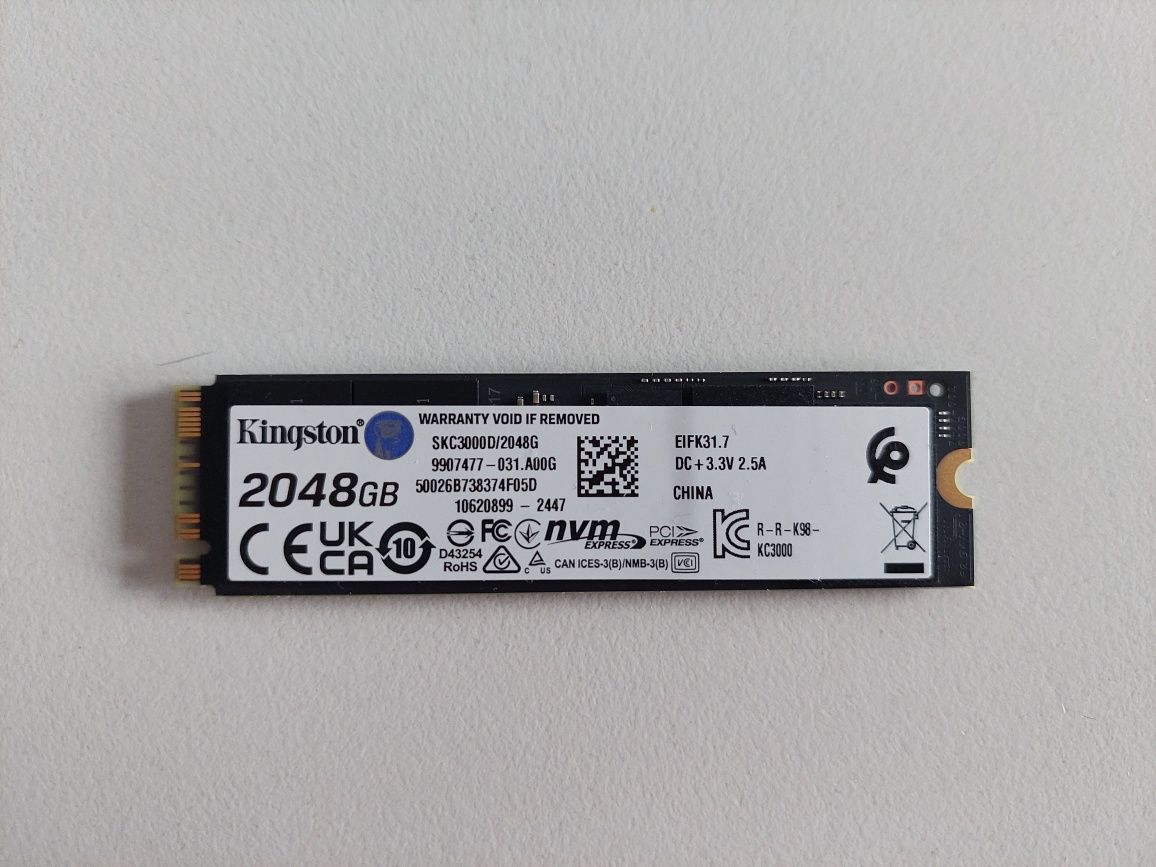 Kingston®
WARRANTY VOID IF REMOVED
2048GB
SKC3000D/2048G
9907477-031.A00G
50026B738374F05D
10620899 - 2447
EIFK31.7
DC + 3.3V 2.5A
CHINA
CE
UK
CA
10
D43254
RoHS
FC
nvm
EXPRESS®
PCI
EXPRESS®
C US
CAN ICES-3(B)/NMB-3(B)
VCI
R-R-K98-
KC3000